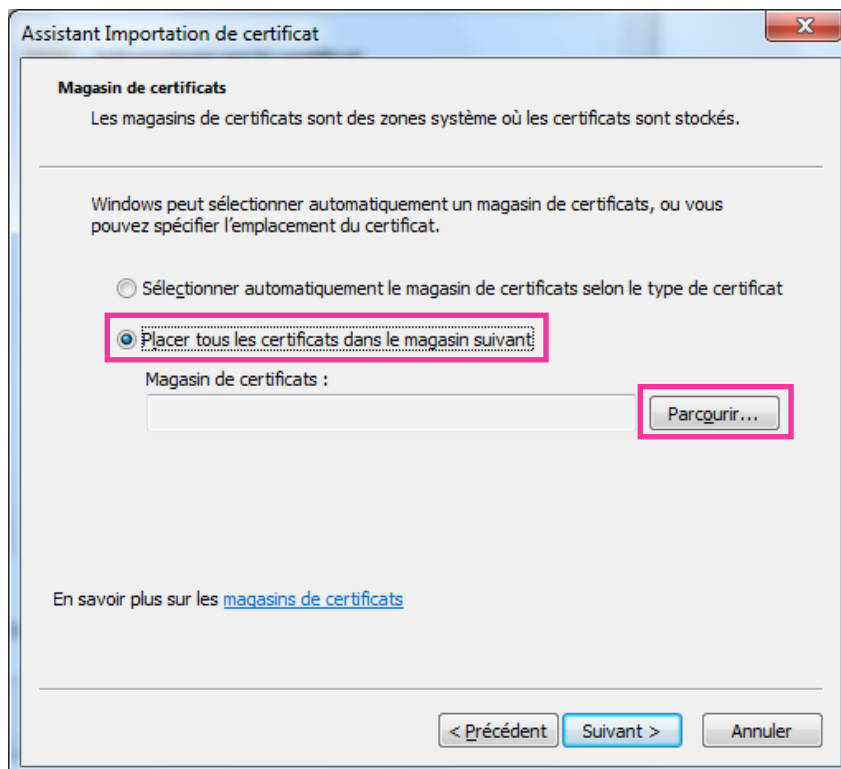 Assistant Importation de certificat
Magasin de certificats
Les magasins de certificats sont des zones système où les certificats sont stockés.
Windows peut sélectionner automatiquement un magasin de certificats, ou vous
pouvez spécifier l'emplacement du certificat.
Sélectionner automatiquement le magasin de certificats selon le type de certificat
Placer tous les certificats dans le magasin suivant
Magasin de certificats :
Parcourir...
En savoir plus sur les magasins de certificats
< Précédent Suivant > Annuler